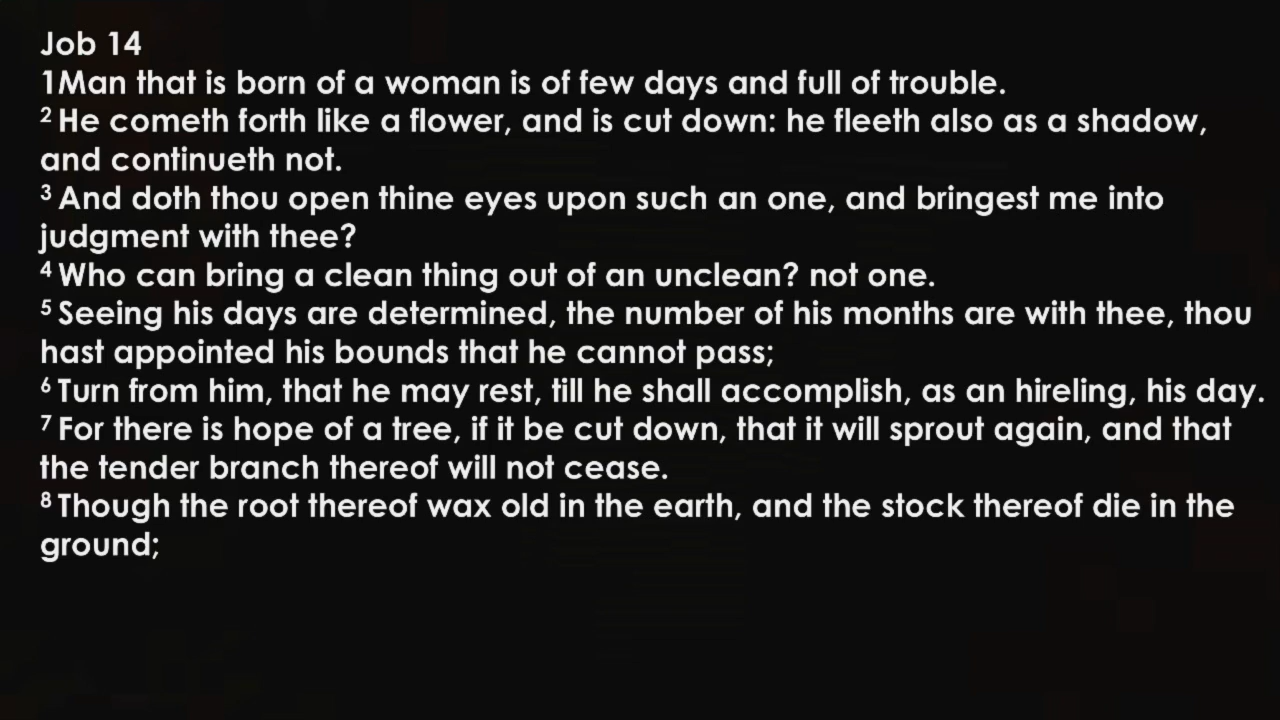 Job 14
1Man that is born of a woman is of few days and full of trouble.
2 He cometh forth like a flower, and is cut down: he fleeth also as a shadow,
and continueth not.
3 And doth thou open thine eyes upon such an one, and bringest me into
judgment with thee?
4 Who can bring a clean thing out of an unclean? not one.
5 Seeing his days are determined, the number of his months are with thee, thou
hast appointed his bounds that he cannot pass;
6 Turn from him, that he may rest, till he shall accomplish, as an hireling, his day.
7 For there is hope of a tree, if it be cut down, that it will sprout again, and that
the tender branch thereof will not cease.
8 Though the root thereof wax old in the earth, and the stock thereof die in the
ground;